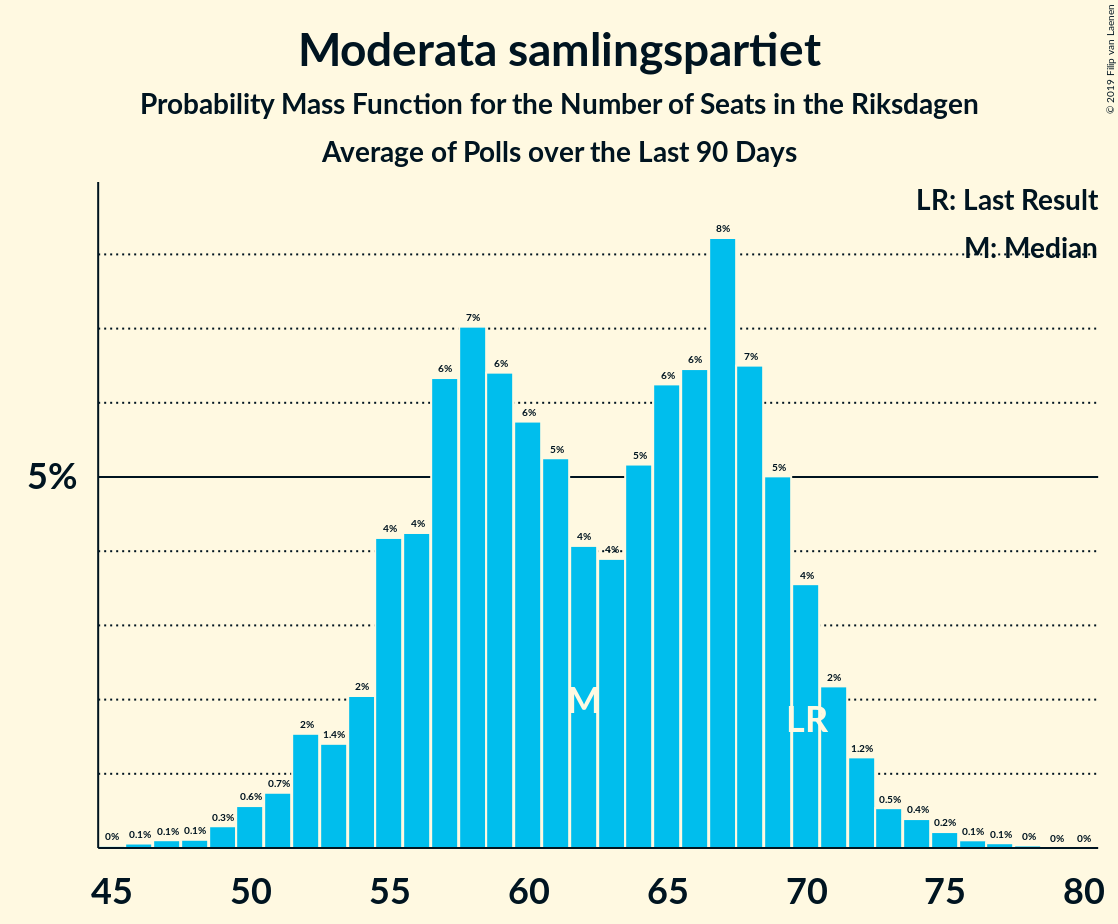 Moderata samlingspartiet
Probability Mass Function for the Number of Seats in the Riksdagen
Average of Polls over the Last 90 Days
© 2019 Filip van Laenen
LR: Last Result
M: Median
5%
0% 0.1% 0.1% 0.1% 0.3% 0.6% 0.7% 2% 1.4% 2% 4% 4% 6% 7% 6% 6% 5% 4% 4% 5% 6% 6% 8% 7% 5% 4% 2% 1.2% 0.5% 0.4% 0.2% 0.1% 0.1% 0% 0% 0%
M LR
45 50 55 60 65 70 75 80